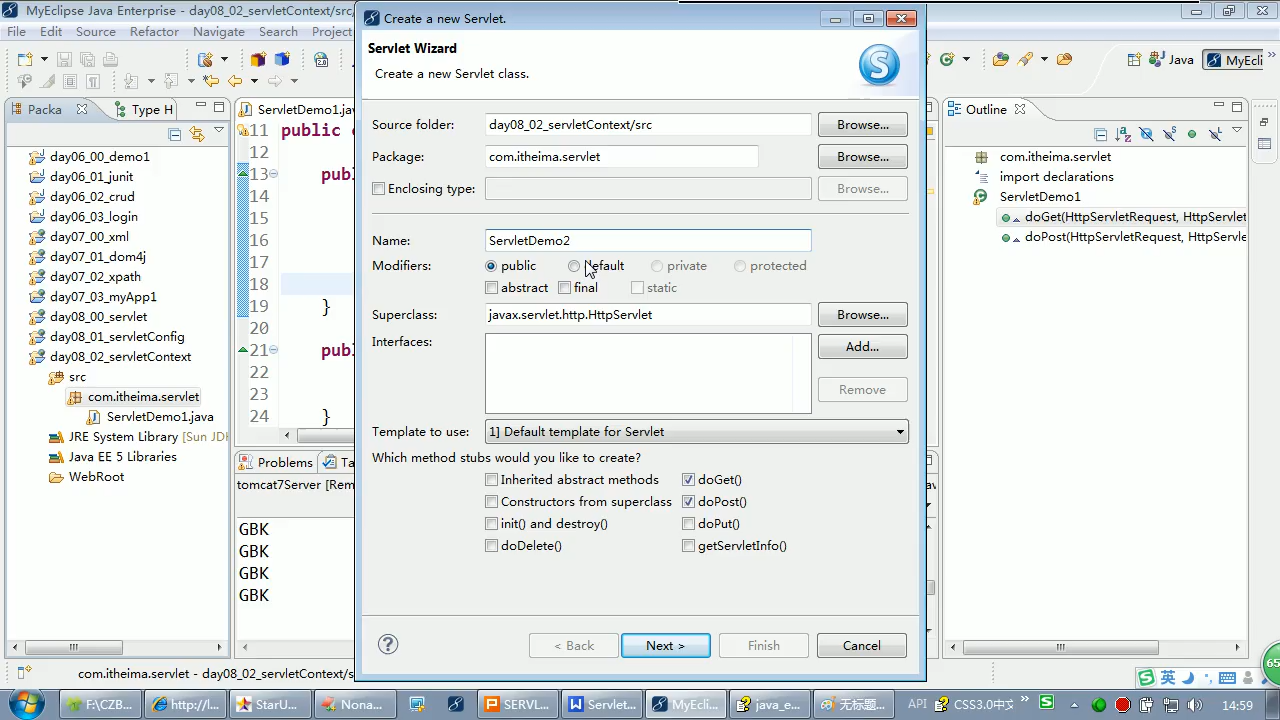 MyEclipse Java Enterprise - day08_02_servletContext/src/
File Edit Source Refactor Navigate Search Project
Java
MyEcli
Packa
Type H
day06_00_demo1
day06_01_junit
day06_02_crud
day06_03_login
day07_00_xml
day07_01_dom4j
day07_02_xpath
day07_03_myApp1
day08_00_servlet
day08_01_servletConfig
day08_02_servletContext
src
com.itheima.servlet
ServletDemo1.java
JRE System Library [Sun JDK
Java EE 5 Libraries
WebRoot
ServletDemo1.java
11 public
12
13 pub
14
15
16
17
18
19 }
20
21 pub
22
23
24 }
Problems
tomcat7Server [Rem
GBK
GBK
GBK
GBK
Create a new Servlet.
Servlet Wizard
Create a new Servlet class.
Source folder: day08_02_servletContext/src Browse...
Package: com.itheima.servlet Browse...
Enclosing type: Browse...
Name: ServletDemo2
Modifiers: public default private protected
abstract final static
Superclass: javax.servlet.http.HttpServlet Browse...
Interfaces: Add...
Remove
Template to use: 1] Default template for Servlet
Which method stubs would you like to create?
Inherited abstract methods doGet()
Constructors from superclass doPost()
init() and destroy() doPut()
doDelete() getServletInfo()
< Back Next > Finish Cancel
Outline
com.itheima.servlet
import declarations
ServletDemo1
doGet(HttpServletRequest, HttpServlet
doPost(HttpServletRequest, HttpServle
com.itheima.servlet - day08_02_servletContext/s
英
65
F:\CZB... http://l... StarU... Nona... SERVL... Servlet... MyEcli... java_e... 无标题... API CSS3.0中... 14:59